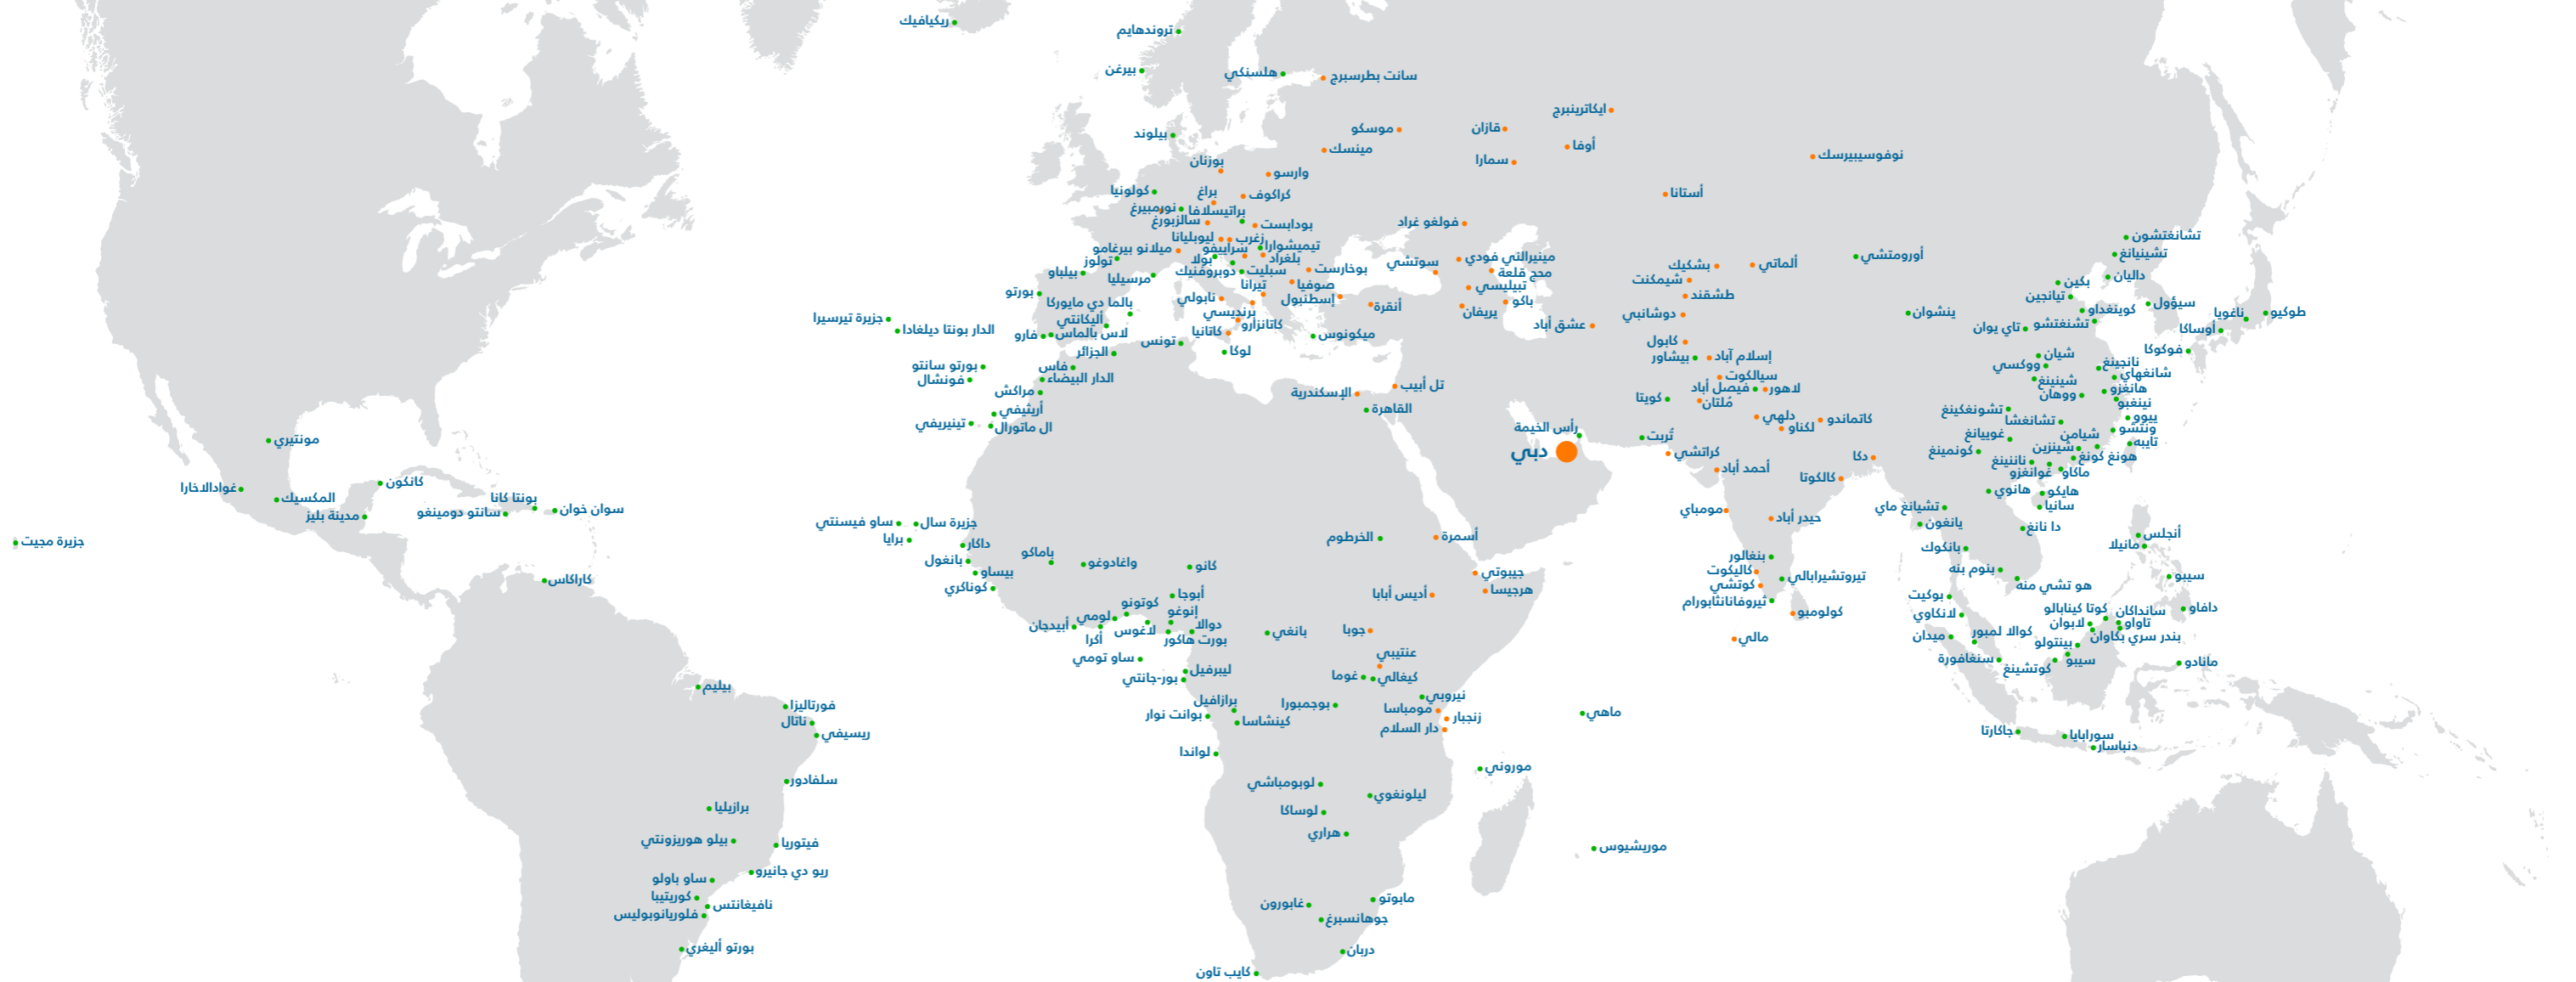 ريكيافيك
تروندهايم
بيرغن
هلسنكي
سانت بطرسبرج
ايكاترينبرج
بيلوند
موسكو
قازان
أوفا
مينسك
سمارا
نوفوسيبيرسك
بوزنان
وارسو
كولونيا
براغ
كراكوف
أستانا
نورمبيرغ
براتيسلافا
سالزبورغ
بودابست
فولغو غراد
ليوبليانا
زغرب
تيميشوارا
ميلانو بيرغامو
سراييفو
بلغراد
تولوز
بولا
بيلباو
مرسيليا
دوبروفنيك
سبليت
بوخارست
سوتشي
مينيرالني فودي
محج قلعة
تبيليسي
باكو
يريفان
تيرانا
صوفيا
إسطنبول
أنقرة
بورتو
بالما دي مايوركا
نابولي
برنديسي
أليكانتي
كاتانزارو
كاتانيا
ميكونوس
جزيرة تيرسيرا
الدار بونتا ديلغادا
فارو
لاس بالماس
تونس
لوكا
الجزائر
بورتو سانتو
فونشال
فاس
الدار البيضاء
مراكش
أريثيفي
تينيريفي
ال ماتورال
الإسكندرية
تل أبيب
القاهرة
أورومتشي
بشكيك
ألماتي
شيمكنت
طشقند
دوشانبي
عشق أباد
كابول
بيشاور
إسلام آباد
سيالكوت
فيصل أباد
لاهور
كويتا
مُلتان
دلهي
لكناو
كاتماندو
رأس الخيمة
دبي
تُربت
كراتشي
أحمد أباد
دكا
كالكوتا
مومباي
حيدر أباد
بنغالور
كاليكوت
كوتشي
تيروتشيرابالي
ثيروفانانثابورام
كولومبو
مالي
تشانغتشون
تشينيانغ
داليان
بكين
تيانجين
سيؤول
ينشوان
كوينغداو
تشنغتشو
تاي يوان
ناغويا
طوكيو
أوساكا
فوكوكا
شيان
ووكسي
نانجينغ
شانغهاي
شينينغ
هانغزو
ووهان
نينغبو
تشونغكينغ
تشانغشا
ييوو
ونتشو
غوييانغ
شيامن
تايبه
كونمينغ
شينزين
هونغ كونغ
ناننينغ
غوانغزو
ماكاو
هانوي
هايكو
سانيا
تشيانغ ماي
يانغون
دا نانغ
بانكوك
بنوم بنه
هو تشي منه
أنجلس
مانيلا
سيبو
دافاو
بوكيت
لانكاوي
كوتا كينابالو
سانداكان
لابوان
تاواو
ميدان
كوالا لمبور
بندر سري بكاوان
بينتولو
سنغافورة
كوتشينغ
سيبو
مانادو
جاكارتا
سورابايا
دنباسار
مونتيري
غوادالاخارا
المكسيك
كانكون
مدينة بليز
بونتا كانا
سوان خوان
سانتو دومينغو
جزيرة مجيت
كاراكاس
بيليم
فورتاليزا
ناتال
ريسيفي
سلفادور
برازيليا
بيلو هوريزونتي
فيتوريا
ريو دي جانيرو
ساو باولو
كوريتيبا
نافيغانتس
فلوريانوبوليس
بورتو أليغري
ساو فيسنتي
جزيرة سال
برايا
داكار
بانغول
بيساو
كوناكري
باماكو
واغادوغو
كانو
أبوجا
كوتونو
إنوغو
لومي
أبيدجان
أكرا
لاغوس
دوالا
بورت هاكور
بانغي
ساو تومي
ليبرفيل
بور-جانتي
الخرطوم
أسمرة
جيبوتي
هرجيسا
أديس أبابا
جوبا
عنتيبي
غوما
كيغالي
نيروبي
بوجمبورا
مومباسا
زنجبار
دار السلام
برازافيل
بوانت نوار
كينشاسا
لواندا
ماهي
موروني
لوبومباشي
ليلونغوي
لوساكا
هراري
موريشيوس
مابوتو
غابورون
جوهانسبرغ
دربان
كايب تاون